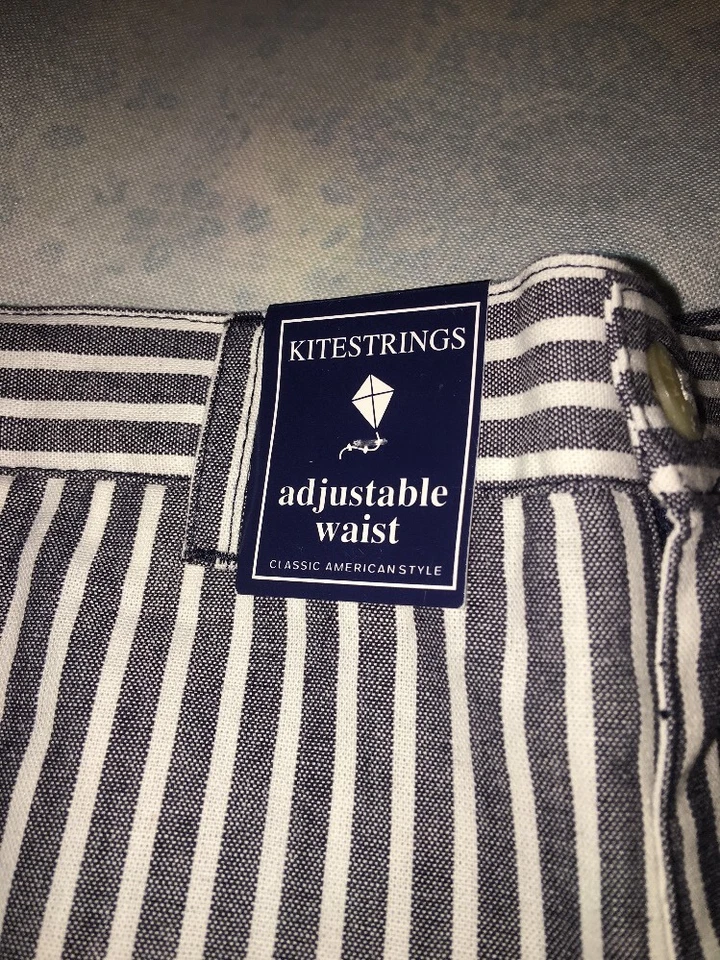 KITESTRINGS
adjustable
waist
CLASSIC AMERICAN STYLE